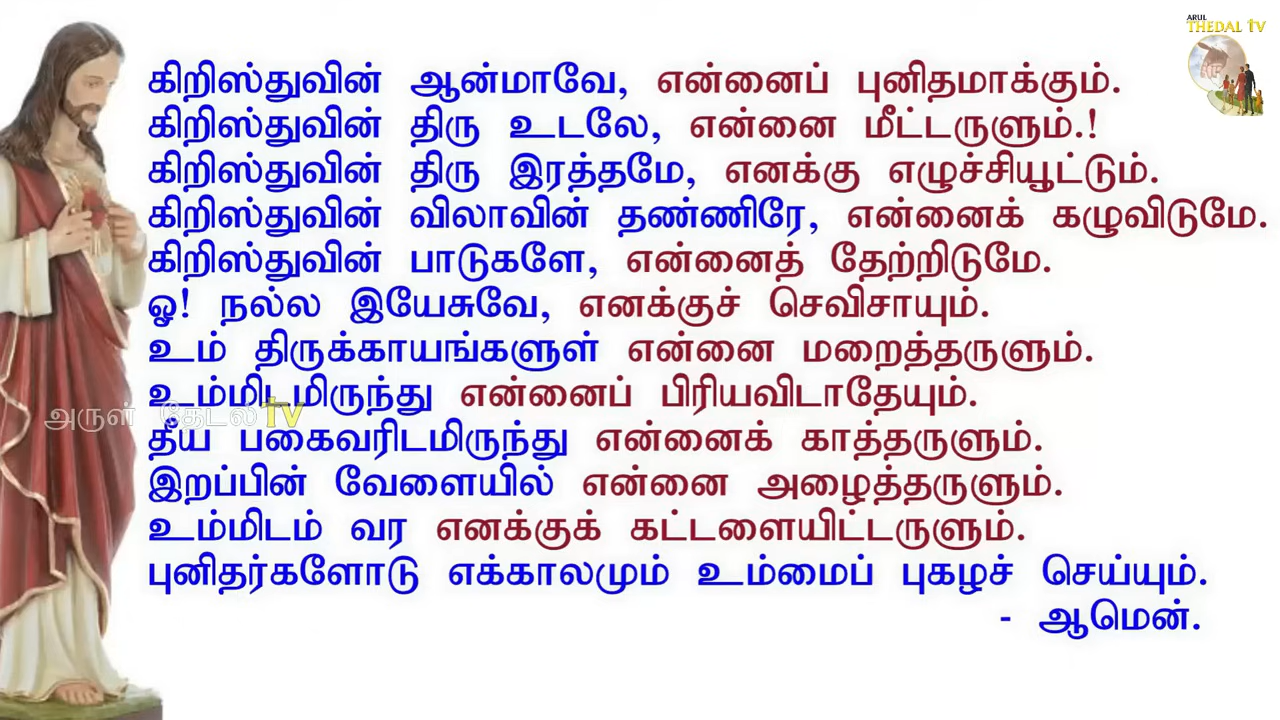 ARUL
THEDAL TV
கிறிஸ்துவின் ஆன்மாவே, என்னைப் புனிதமாக்கும்.
கிறிஸ்துவின் திரு உடலே, என்னை மீட்டருளும்.!
கிறிஸ்துவின் திரு இரத்தமே, எனக்கு எழுச்சியூட்டும்.
கிறிஸ்துவின் விலாவின் தண்ணிரே, என்னைக் கழுவிடுமே.
கிறிஸ்துவின் பாடுகளே, என்னைத் தேற்றிடுமே.
ஓ! நல்ல இயேசுவே, எனக்குச் செவிசாயும்.
உம் திருக்காயங்களுள் என்னை மறைத்தருளும்.
உம்மிடமிருந்து என்னைப் பிரியவிடாதேயும்.
அருள் தேடல் TV
தீய பகைவரிடமிருந்து என்னைக் காத்தருளும்.
இறப்பின் வேளையில் என்னை அழைத்தருளும்.
உம்மிடம் வர எனக்குக் கட்டளையிட்டருளும்.
புனிதர்களோடு எக்காலமும் உம்மைப் புகழச் செய்யும்.
- ஆமென்.